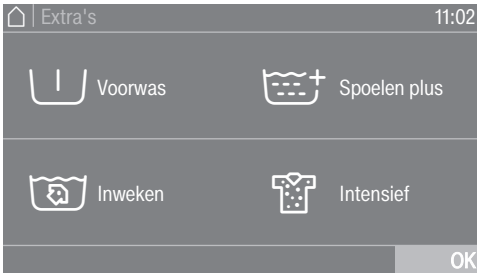 Extra's 11:02
Voorwas Spoelen plus
Inweken Intensief
OK